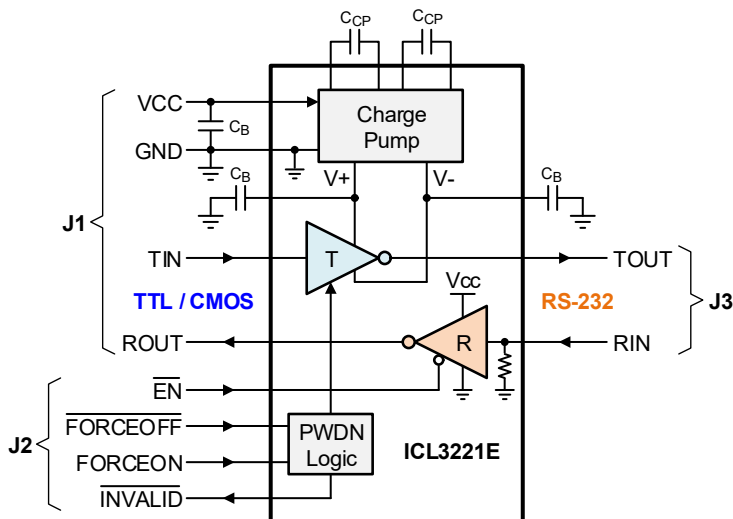 CCP CCP
VCC
Charge Pump
CB
GND
V+ V-
CB
CB
J1
TIN
T
TOUT
TTL / CMOS
Vcc
RS-232
J3
ROUT
R
RIN
EN
FORCEOFF
PWDN Logic
ICL3221E
J2
FORCEON
INVALID